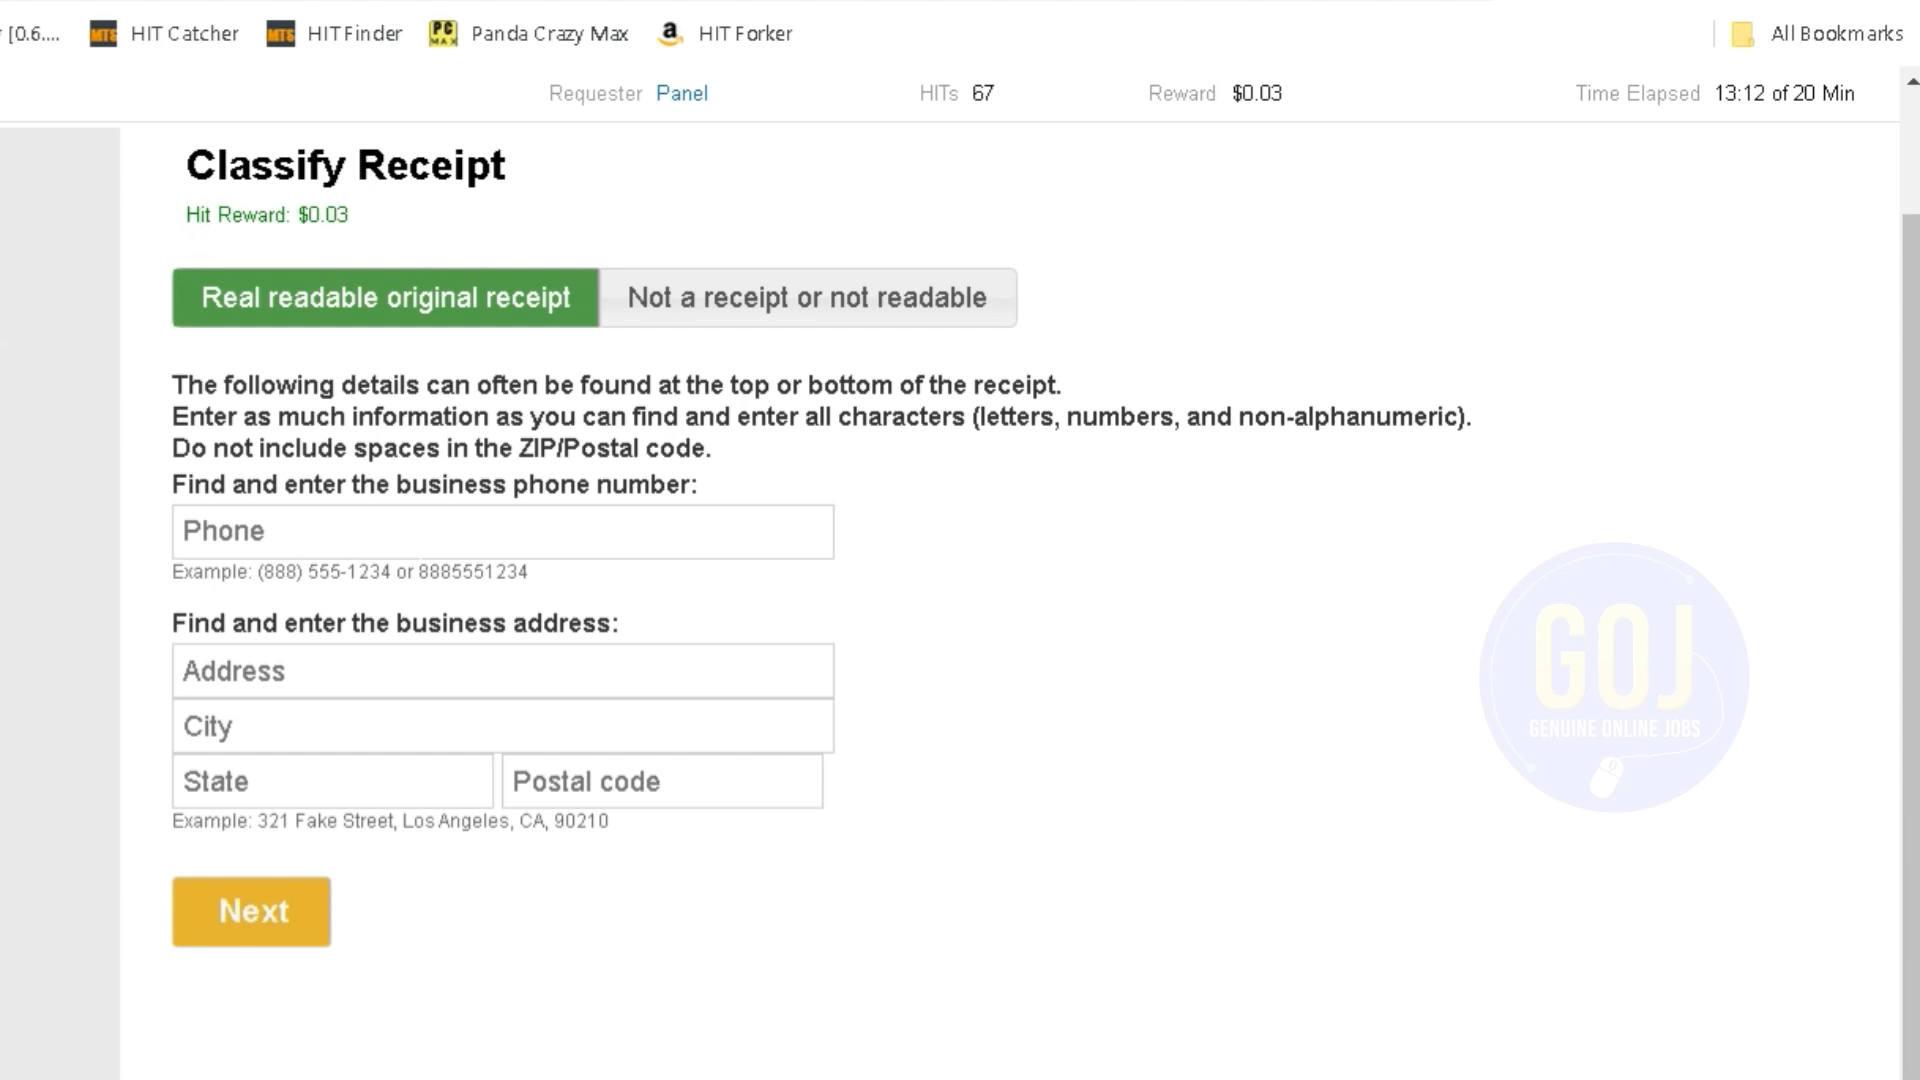 [0.6....
HIT Catcher
HIT Finder
Panda Crazy Max
HIT Forker
All Bookmarks
Requester Panel
HITs 67
Reward $0.03
Time Elapsed 13:12 of 20 Min
Classify Receipt
Hit Reward: $0.03
Real readable original receipt
Not a receipt or not readable
The following details can often be found at the top or bottom of the receipt.
Enter as much information as you can find and enter all characters (letters, numbers, and non-alphanumeric).
Do not include spaces in the ZIP/Postal code.
Find and enter the business phone number:
Phone
Example: (888) 555-1234 or 8885551234
Find and enter the business address:
Address
City
State
Postal code
Example: 321 Fake Street, Los Angeles, CA, 90210
Next
GOJ
GENUINE ONLINE JOBS